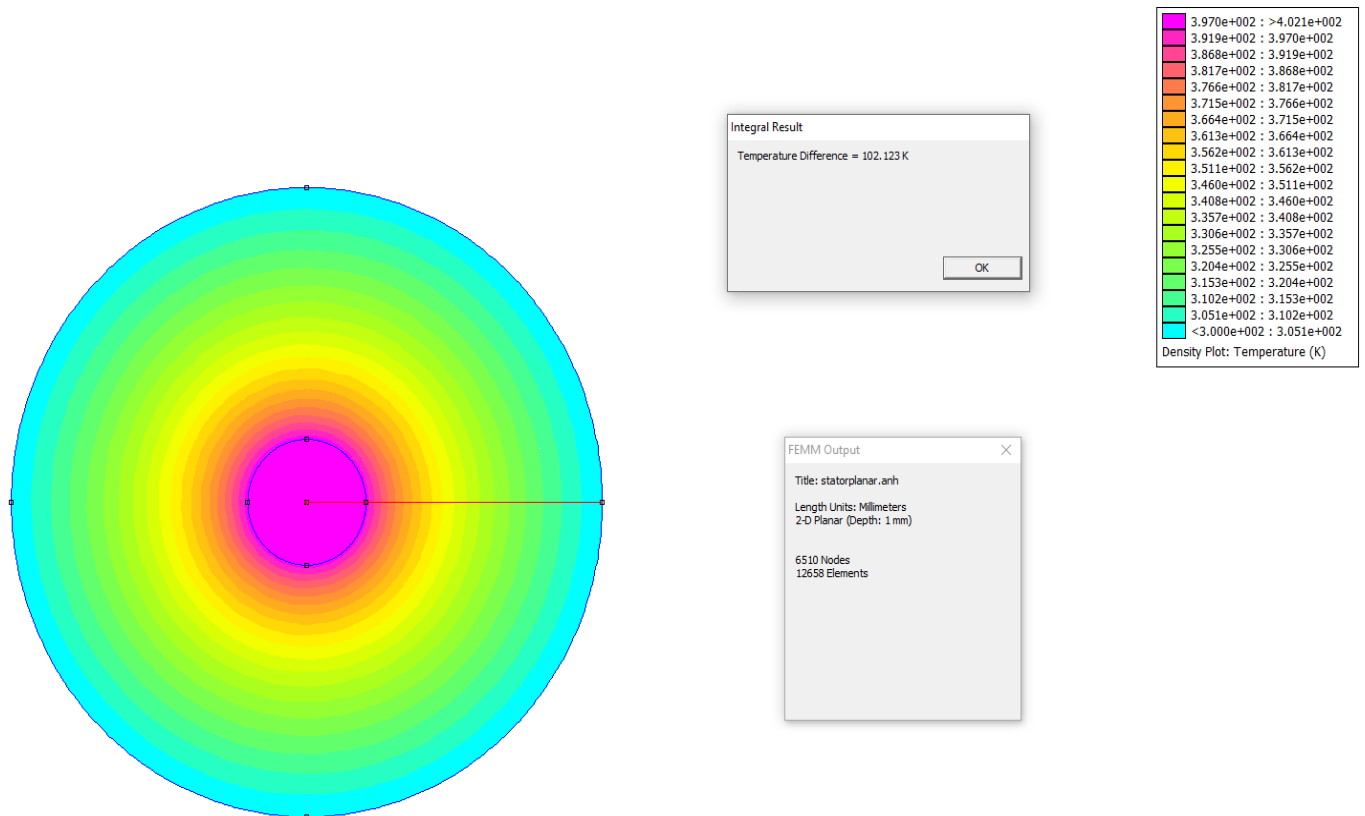 Integral Result
Temperature Difference = 102.123 K
OK
3.970e+002 : >4.021e+002
3.919e+002 : 3.970e+002
3.868e+002 : 3.919e+002
3.817e+002 : 3.868e+002
3.766e+002 : 3.817e+002
3.715e+002 : 3.766e+002
3.664e+002 : 3.715e+002
3.613e+002 : 3.664e+002
3.562e+002 : 3.613e+002
3.511e+002 : 3.562e+002
3.460e+002 : 3.511e+002
3.408e+002 : 3.460e+002
3.357e+002 : 3.408e+002
3.306e+002 : 3.357e+002
3.255e+002 : 3.306e+002
3.204e+002 : 3.255e+002
3.153e+002 : 3.204e+002
3.102e+002 : 3.153e+002
3.051e+002 : 3.102e+002
<3.000e+002 : 3.051e+002
Density Plot: Temperature (K)
FEMM Output
Title: statorplanar.anh
Length Units: Millimeters
2-D Planar (Depth: 1 mm)
6510 Nodes
12658 Elements